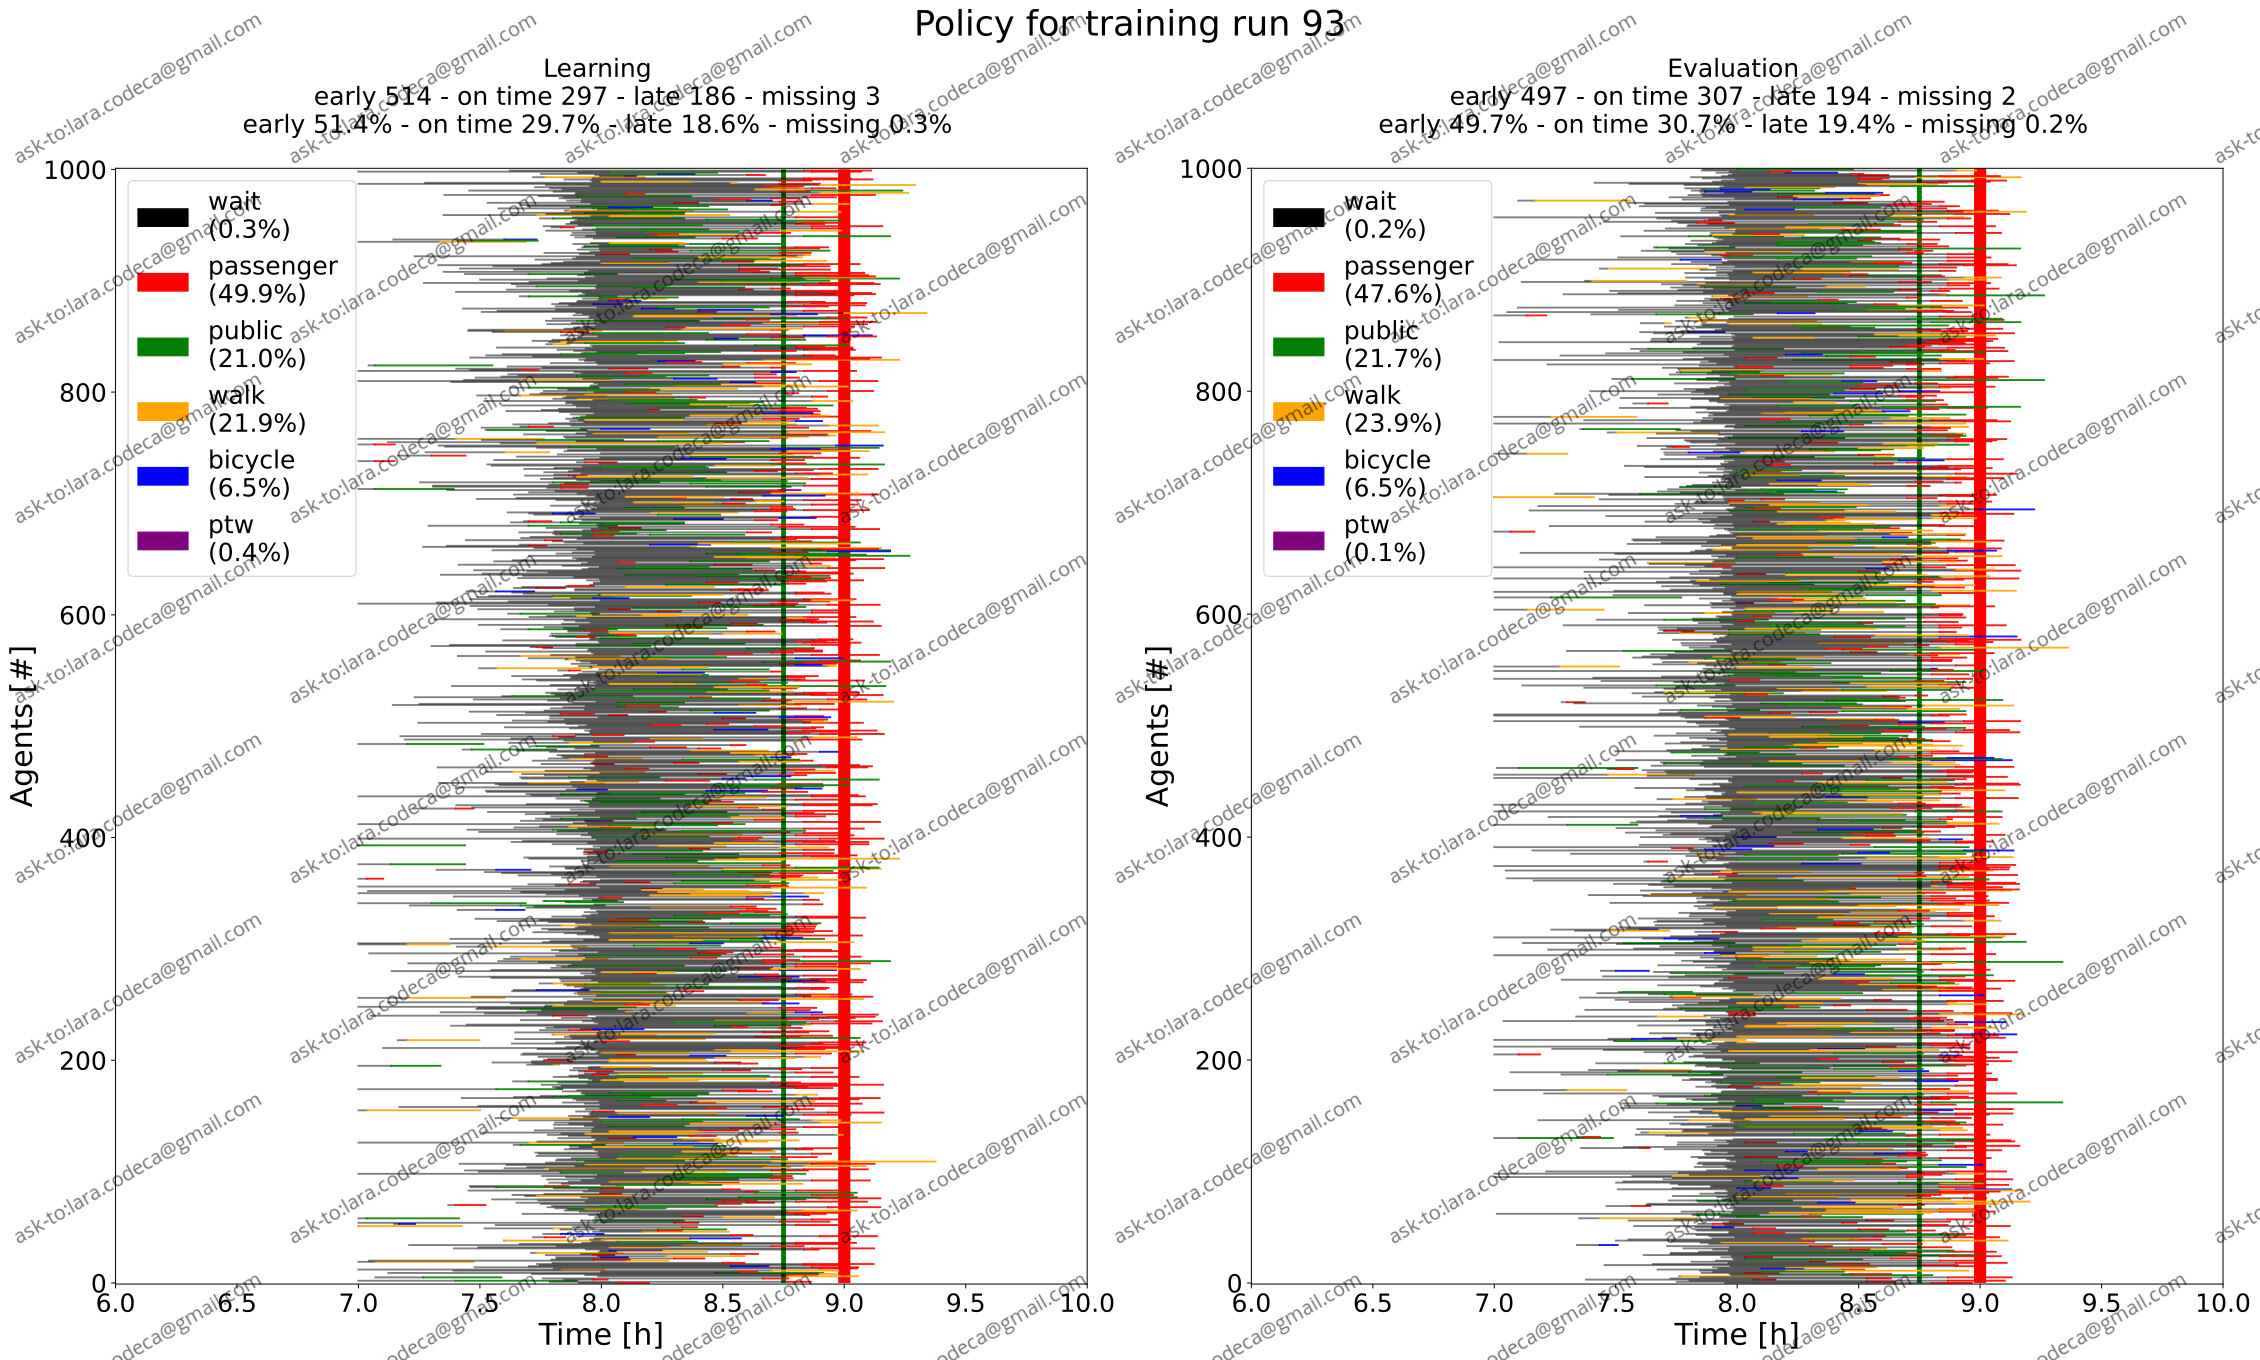 Policy for training run 93
Learning
early 514 - on time 297 - late 186 - missing 3
early 51.4% - on time 29.7% - late 18.6% - missing 0.3%
1000
800
600
400
200
0
Agents [#]
wait
(0.3%)
passenger
(49.9%)
public
(21.0%)
walk
(21.9%)
bicycle
(6.5%)
ptw
(0.4%)
6.0 6.5 7.0 7.5 8.0 8.5 9.0 9.5 10.0
Time [h]
Evaluation
early 497 - on time 307 - late 194 - missing 2
early 49.7% - on time 30.7% - late 19.4% - missing 0.2%
1000
800
600
400
200
0
Agents [#]
wait
(0.2%)
passenger
(47.6%)
public
(21.7%)
walk
(23.9%)
bicycle
(6.5%)
ptw
(0.1%)
6.0 6.5 7.0 7.5 8.0 8.5 9.0 9.5 10.0
Time [h]
ask-to:lara.codeca@gmail.com